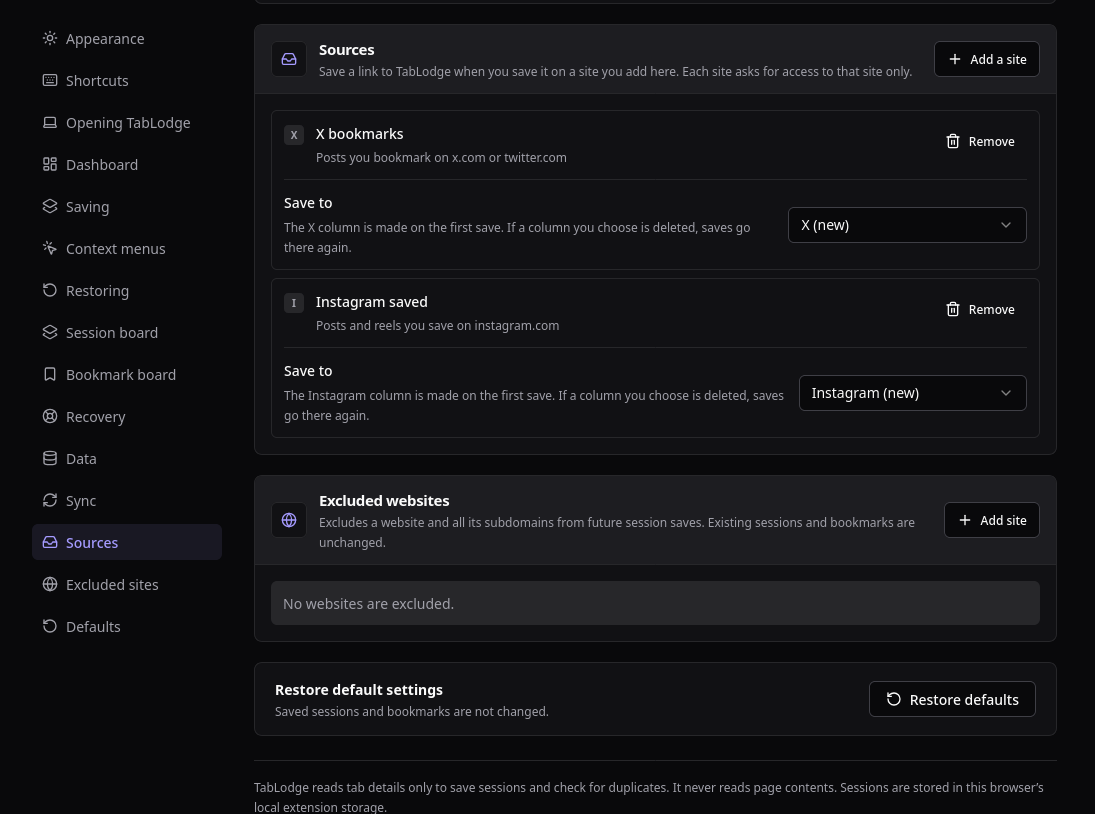 Appearance
Shortcuts
Opening TabLodge
Dashboard
Saving
Context menus
Restoring
Session board
Bookmark board
Recovery
Data
Sync
Sources
Excluded sites
Defaults
Sources
Save a link to TabLodge when you save it on a site you add here. Each site asks for access to that site only.
Add a site
X
X bookmarks
Posts you bookmark on x.com or twitter.com
Remove
Save to
The X column is made on the first save. If a column you choose is deleted, saves go
there again.
X (new)
I
Instagram saved
Posts and reels you save on instagram.com
Remove
Save to
The Instagram column is made on the first save. If a column you choose is deleted, saves
go there again.
Instagram (new)
Excluded websites
Excludes a website and all its subdomains from future session saves. Existing sessions and bookmarks are
unchanged.
Add site
No websites are excluded.
Restore default settings
Saved sessions and bookmarks are not changed.
Restore defaults
TabLodge reads tab details only to save sessions and check for duplicates. It never reads page contents. Sessions are stored in this browser’s
local extension storage.